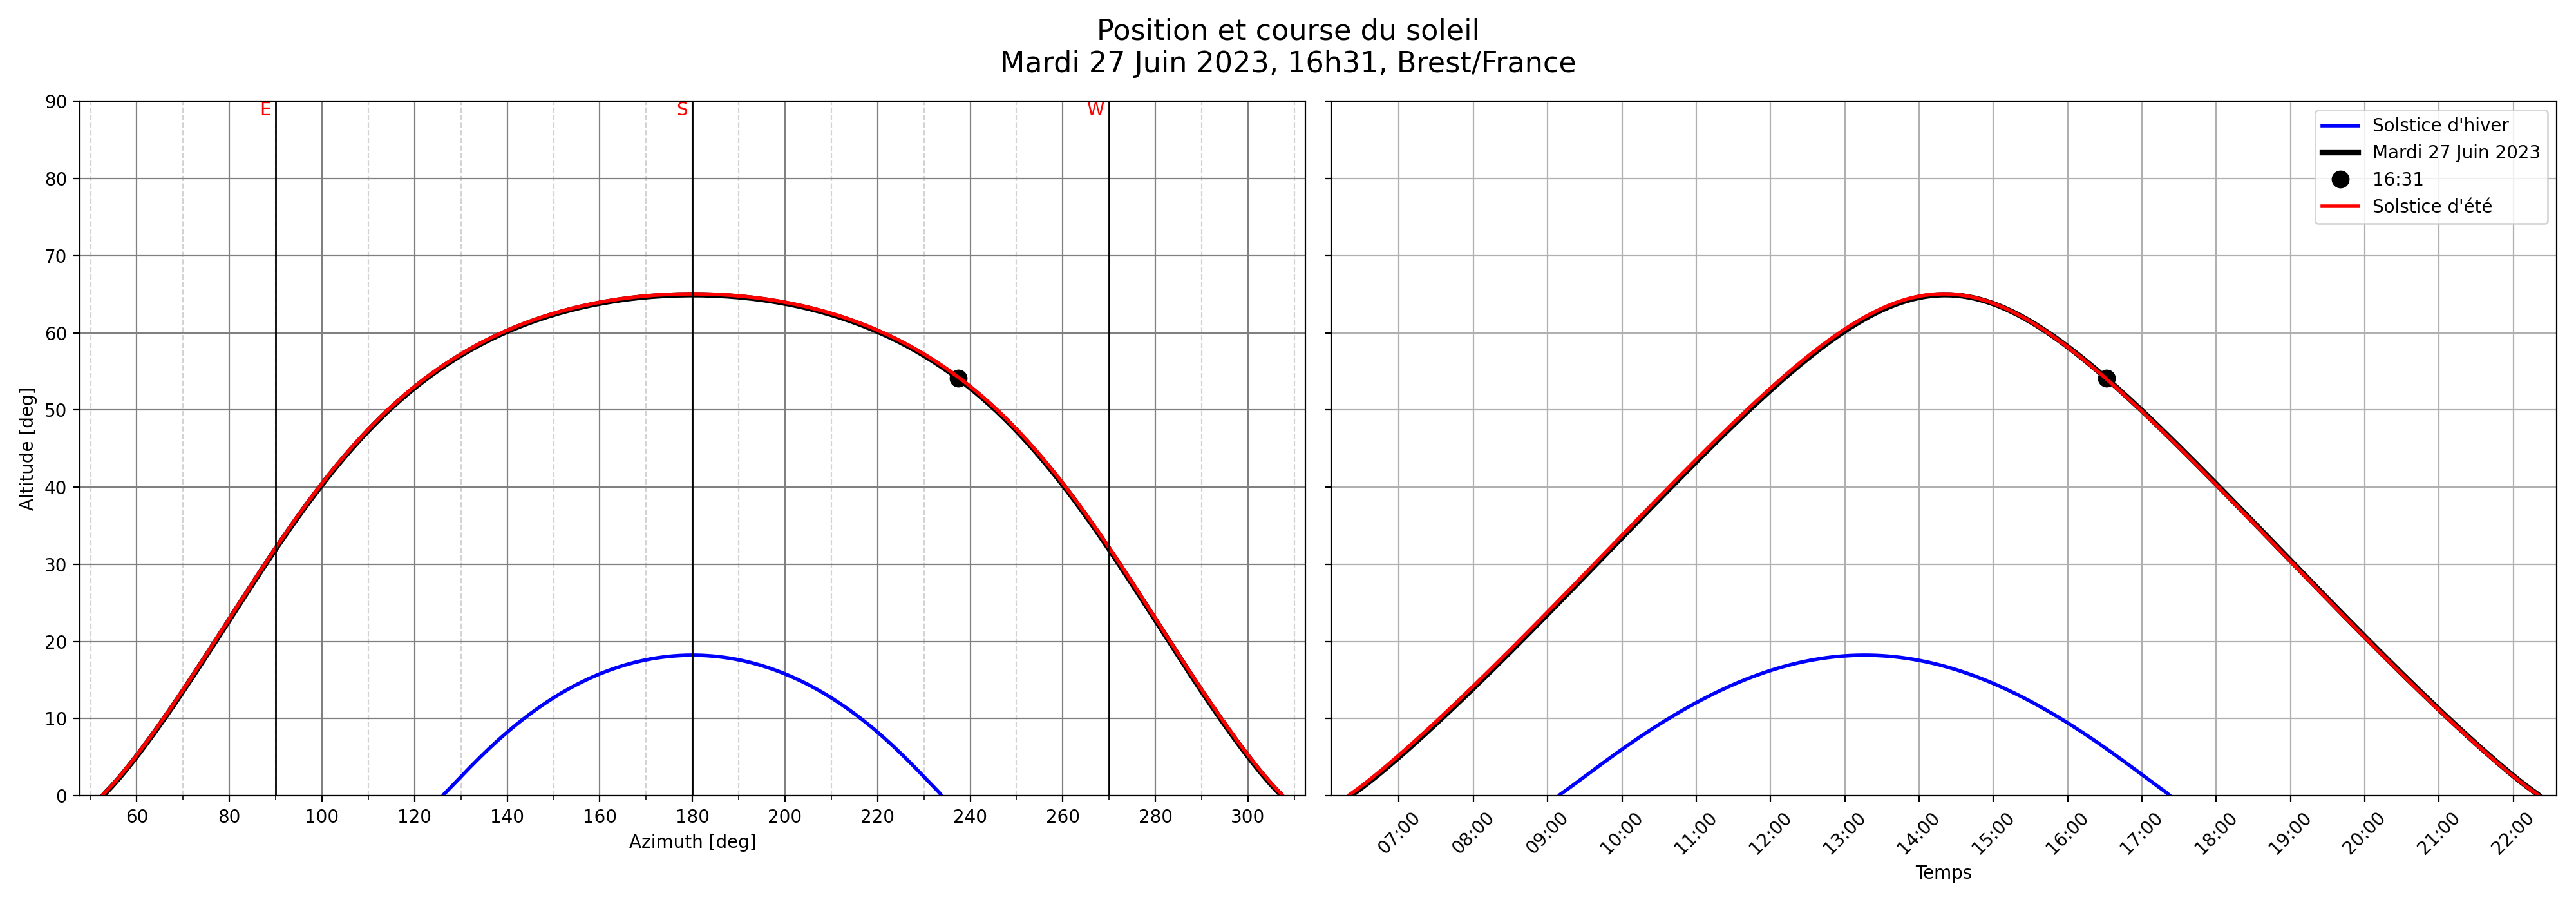 Position et course du soleil
Mardi 27 Juin 2023, 16h31, Brest/France
E
S
W
90
80
70
60
50
40
30
20
10
0
Altitude [deg]
60 80 100 120 140 160 180 200 220 240 260 280 300
Azimuth [deg]
Solstice d'hiver
Mardi 27 Juin 2023
16:31
Solstice d'été
07:00 08:00 09:00 10:00 11:00 12:00 13:00 14:00 15:00 16:00 17:00 18:00 19:00 20:00 21:00 22:00
Temps